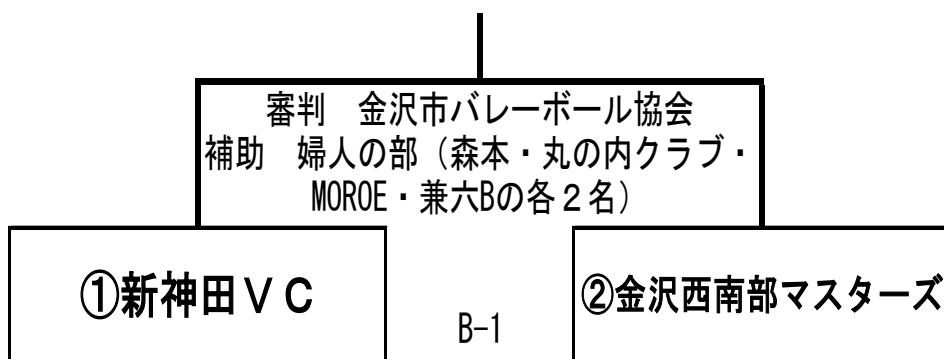 審判　金沢市バレーボール協会
補助　婦人の部（森本・丸の内クラブ・
MOROE・兼六Bの各２名）
①新神田ＶＣ
B-1
②金沢西南部マスターズ